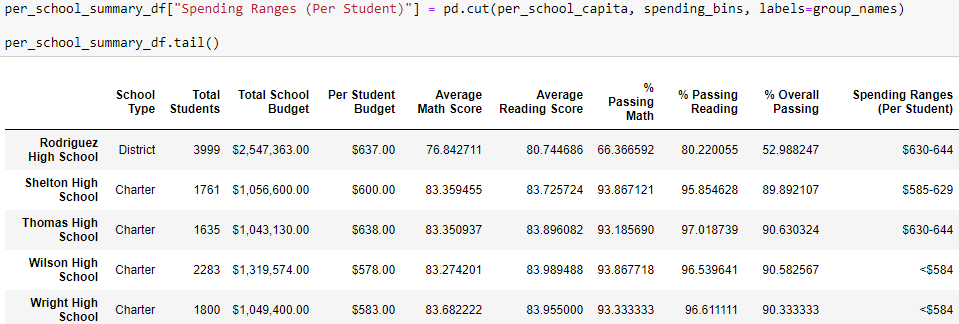 per_school_summary_df["Spending Ranges (Per Student)"] = pd.cut(per_school_capita, spending_bins, labels=group_names)
per_school_summary_df.tail()
School Type Total Students Total School Budget Per Student Budget Average Math Score Average Reading Score % Passing Math % Passing Reading % Overall Passing Spending Ranges (Per Student)
Rodriguez High School District 3999 $2,547,363.00 $637.00 76.842711 80.744686 66.366592 80.220055 52.988247 $630-644
Shelton High School Charter 1761 $1,056,600.00 $600.00 83.359455 83.725724 93.867121 95.854628 89.892107 $585-629
Thomas High School Charter 1635 $1,043,130.00 $638.00 83.350937 83.896082 93.185690 97.018739 90.630324 $630-644
Wilson High School Charter 2283 $1,319,574.00 $578.00 83.274201 83.989488 93.867718 96.539641 90.582567 <$584
Wright High School Charter 1800 $1,049,400.00 $583.00 83.682222 83.955000 93.333333 96.611111 90.333333 <$584